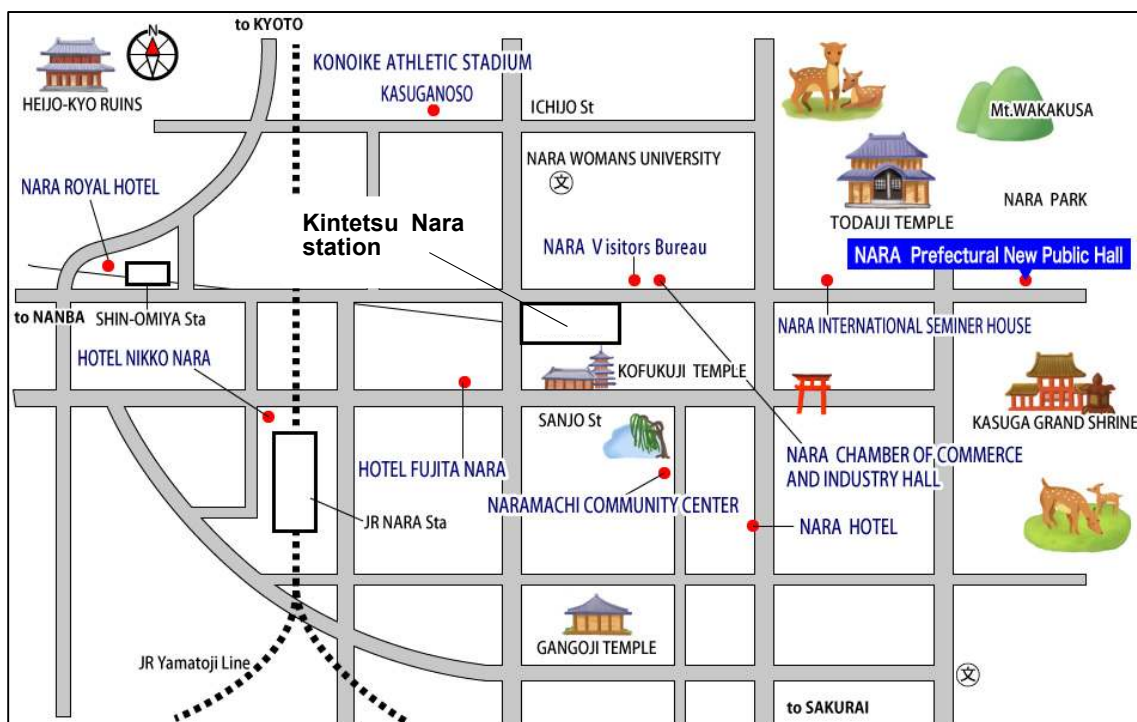 to KYOTO
N
KONOIKE ATHLETIC STADIUM
KASUGANOSO
HEIJO-KYO RUINS
ICHIJO St
Mt.WAKAKUSA
NARA WOMANS UNIVERSITY
文
NARA ROYAL HOTEL
Kintetsu Nara
station
NARA PARK
TODAIJI TEMPLE
NARA Visitors Bureau
NARA Prefectural New Public Hall
to NANBA
SHIN-OMIYA Sta
NARA INTERNATIONAL SEMINER HOUSE
HOTEL NIKKO NARA
KOFUKUJI TEMPLE
SANJO St
KASUGA GRAND SHRINE
HOTEL FUJITA NARA
NARA CHAMBER OF COMMERCE
AND INDUSTRY HALL
NARAMACHI COMMUNITY CENTER
JR NARA Sta
NARA HOTEL
GANGOJI TEMPLE
JR Yamatoji Line
文
to SAKURAI